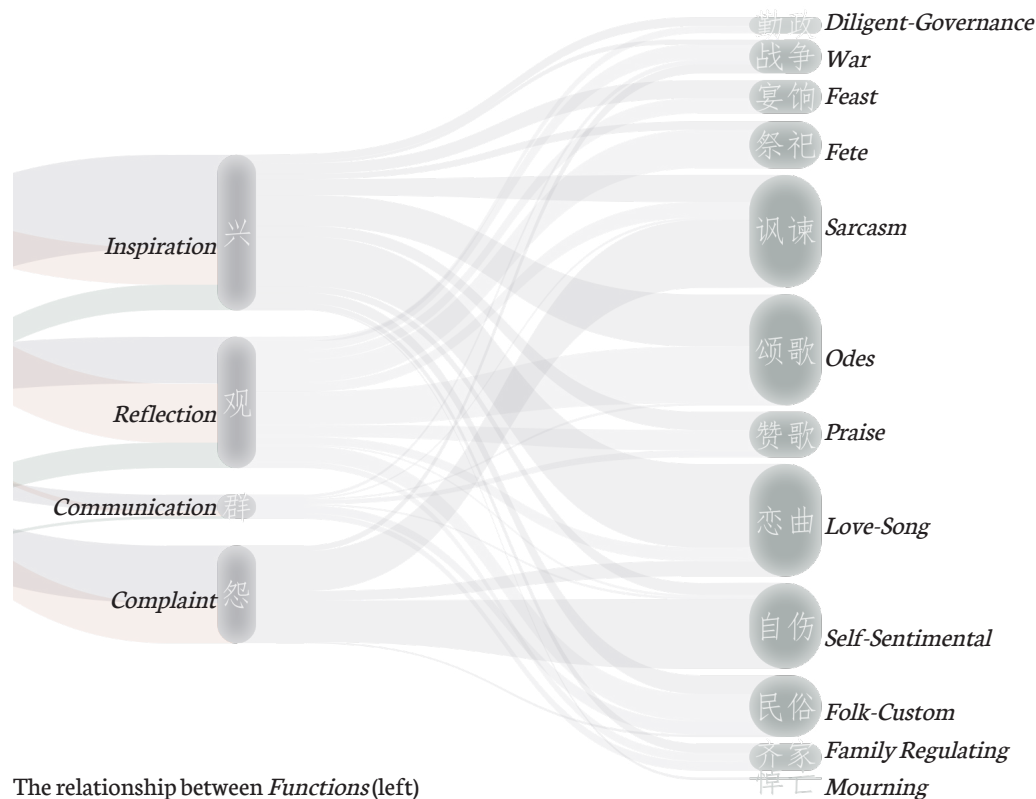 勤政 Diligent-Governance
战争 War
宴饷 Feast
祭祀 Fete
兴 Inspiration
讽谏 Sarcasm
颂歌 Odes
观 Reflection
赞歌 Praise
群 Communication
恋曲 Love-Song
怨 Complaint
自伤 Self-Sentimental
民俗 Folk-Custom
齐家 Family Regulating
悼亡 Mourning
The relationship between Functions (left)